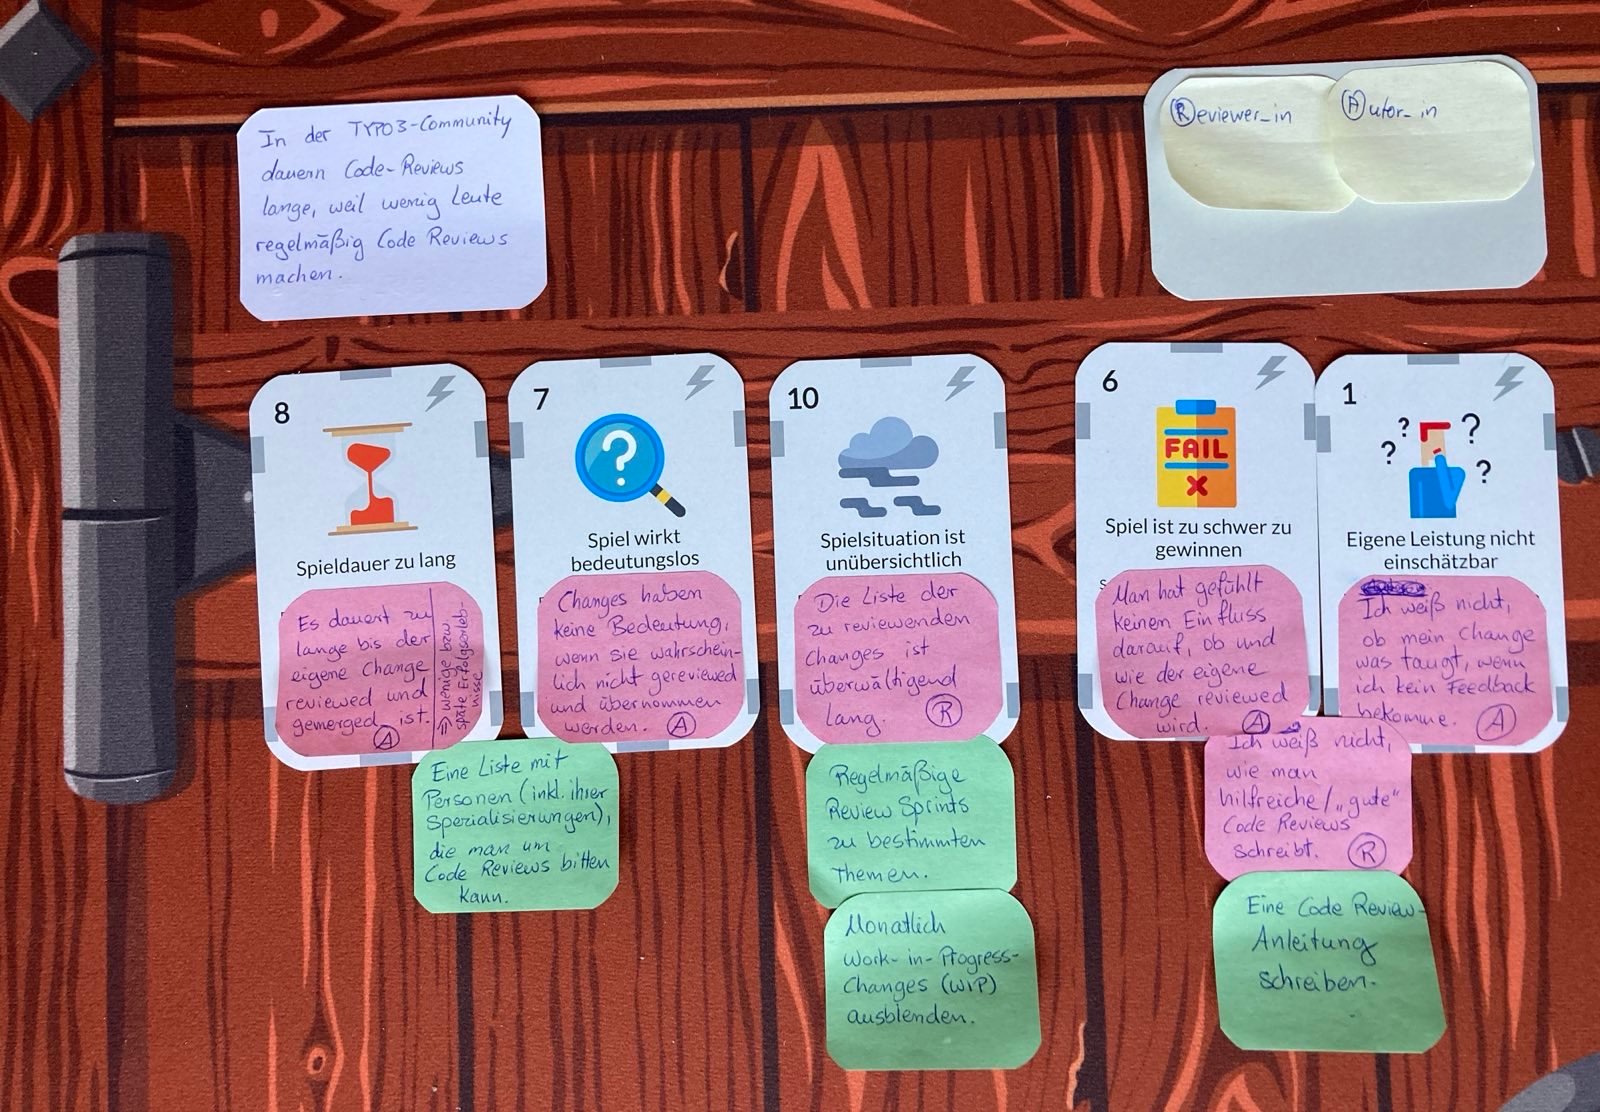 In der TYPO3-Community
dauern Code-Reviews
lange, weil wenig Leute
regelmäßig Code Reviews
machen.
Reviewer_in
Autor_in
8
Spieldauer zu lang
Es dauert zu
lange bis der
eigene Change
reviewed und
gemerged ist.
A
⇒ wenige bzw.
späte Erfolgserleb-
nisse
Eine Liste mit
Personen (inkl. ihrer
Spezialisierungen),
die man um
Code Reviews bitten
kann.
7
?
Spiel wirkt
bedeutungslos
Changes haben
keine Bedeutung,
wenn sie wahrschein-
lich nicht gereviewed
und übernommen
werden. A
10
Spielsituation ist
unübersichtlich
Die Liste der
zu reviewenden
Changes ist
überwältigend
lang. R
Regelmäßige
Review Sprints
zu bestimmten
Themen.
Monatlich
Work-in-Progress-
Changes (WIP)
ausblenden.
6
FAIL
X
Spiel ist zu schwer zu
gewinnen
Man hat gefühlt
keinen Einfluss
darauf, ob und
wie der eigene
Change reviewed
wird. A
1
? ? ? ?
Eigene Leistung nicht
einschätzbar
Ich weiß nicht,
ob mein Change
was taugt, wenn
ich kein Feedback
bekomme. A
Ich weiß nicht,
wie man
hilfreiche/„gute“
Code Reviews
schreibt. R
Eine Code Review-
Anleitung
schreiben.